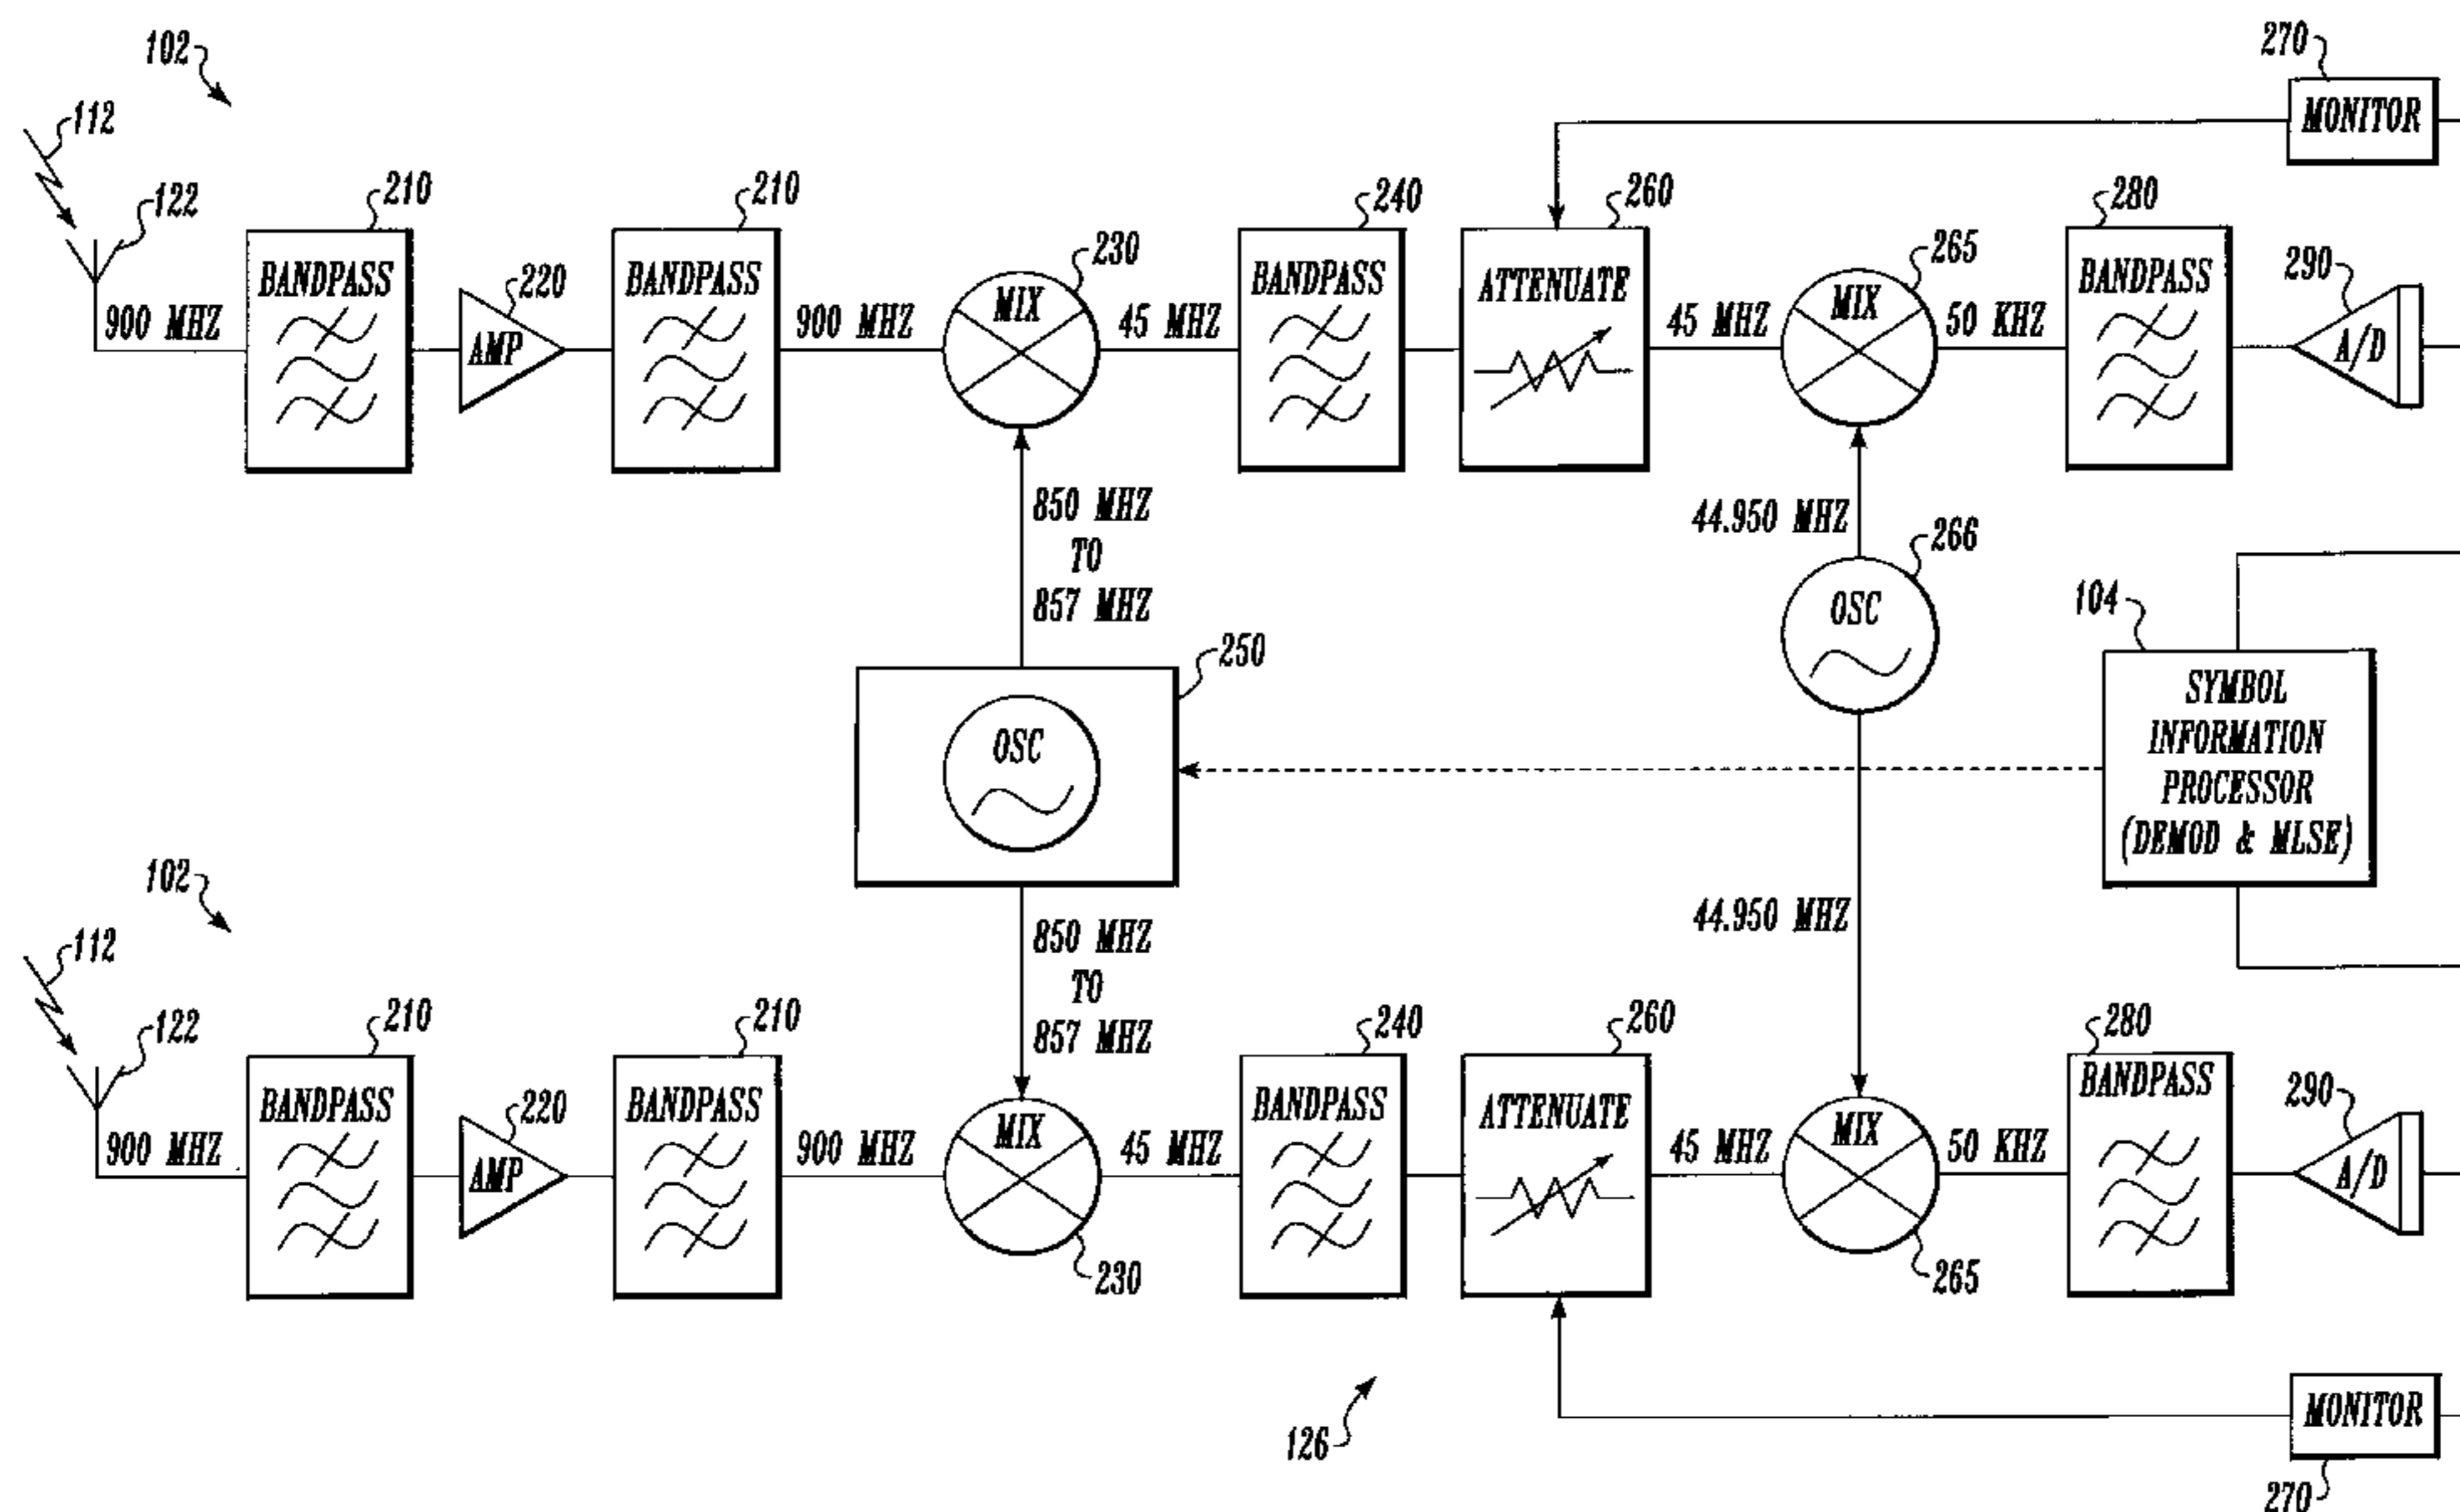 102
270
MONITOR
112
122
210
210
240
260
280
230
265
290
220
BANDPASS
BANDPASS
MIX
BANDPASS
ATTENUATE
MIX
BANDPASS
900 MHZ
AMP
900 MHZ
45 MHZ
45 MHZ
50 KHZ
A/D
850 MHZ
TO
857 MHZ
44.950 MHZ
266
OSC
104
250
OSC
SYMBOL
INFORMATION
PROCESSOR
(DEMOD & MLSE)
102
112
122
850 MHZ
TO
857 MHZ
44.950 MHZ
210
210
240
260
280
220
290
BANDPASS
BANDPASS
MIX
BANDPASS
ATTENUATE
MIX
BANDPASS
900 MHZ
AMP
900 MHZ
45 MHZ
45 MHZ
50 KHZ
A/D
230
265
126
MONITOR
270